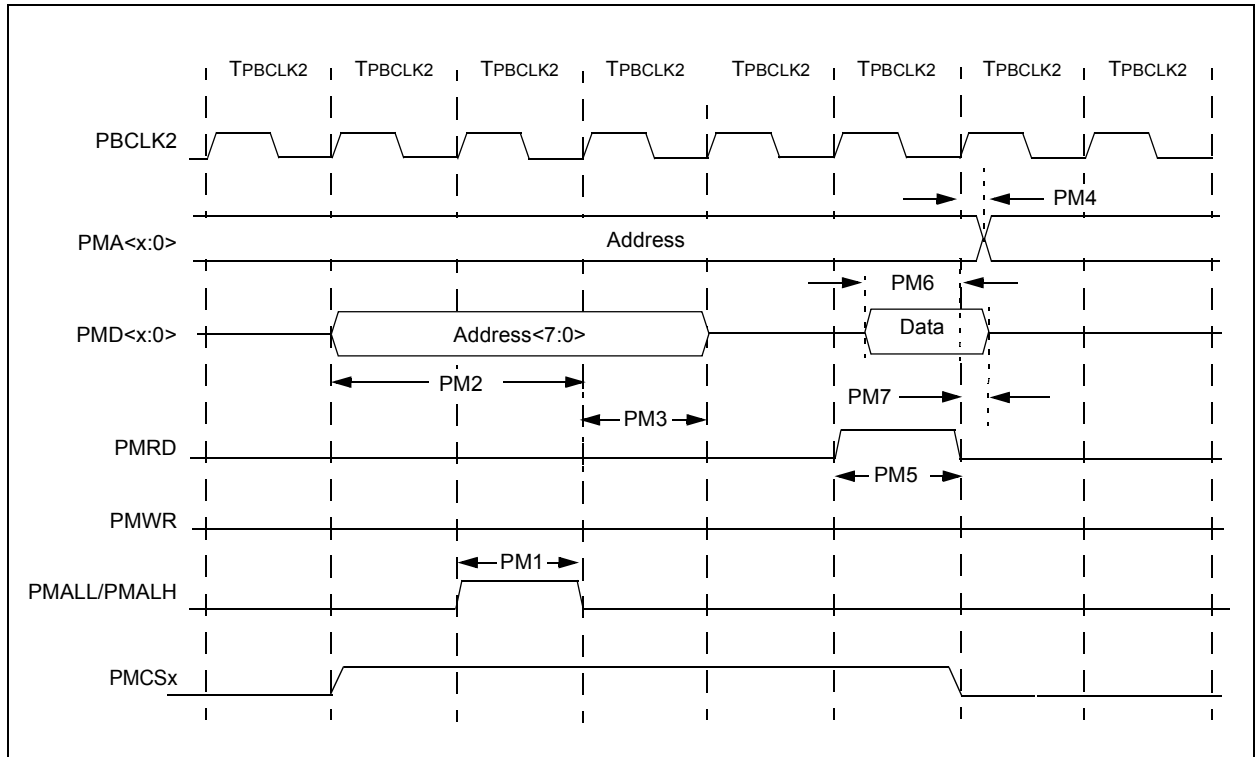 TPBCLK2 TPBCLK2 TPBCLK2 TPBCLK2 TPBCLK2 TPBCLK2 TPBCLK2 TPBCLK2
PBCLK2
PM4
PMA<x:0>
Address
PM6
PMD<x:0>
Address<7:0>
Data
PM2
PM7
PM3
PMRD
PM5
PMWR
PM1
PMALL/PMALH
PMCSx